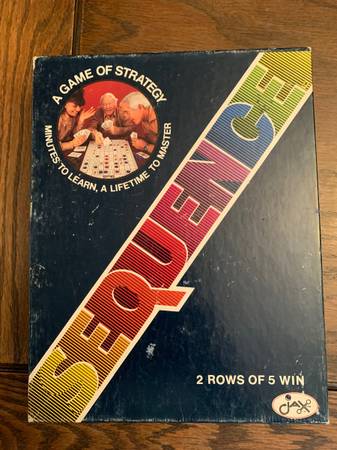 A GAME OF STRATEGY
MINUTES TO LEARN, A LIFETIME TO MASTER
SEQUENCE
2 ROWS OF 5 WIN
JAX